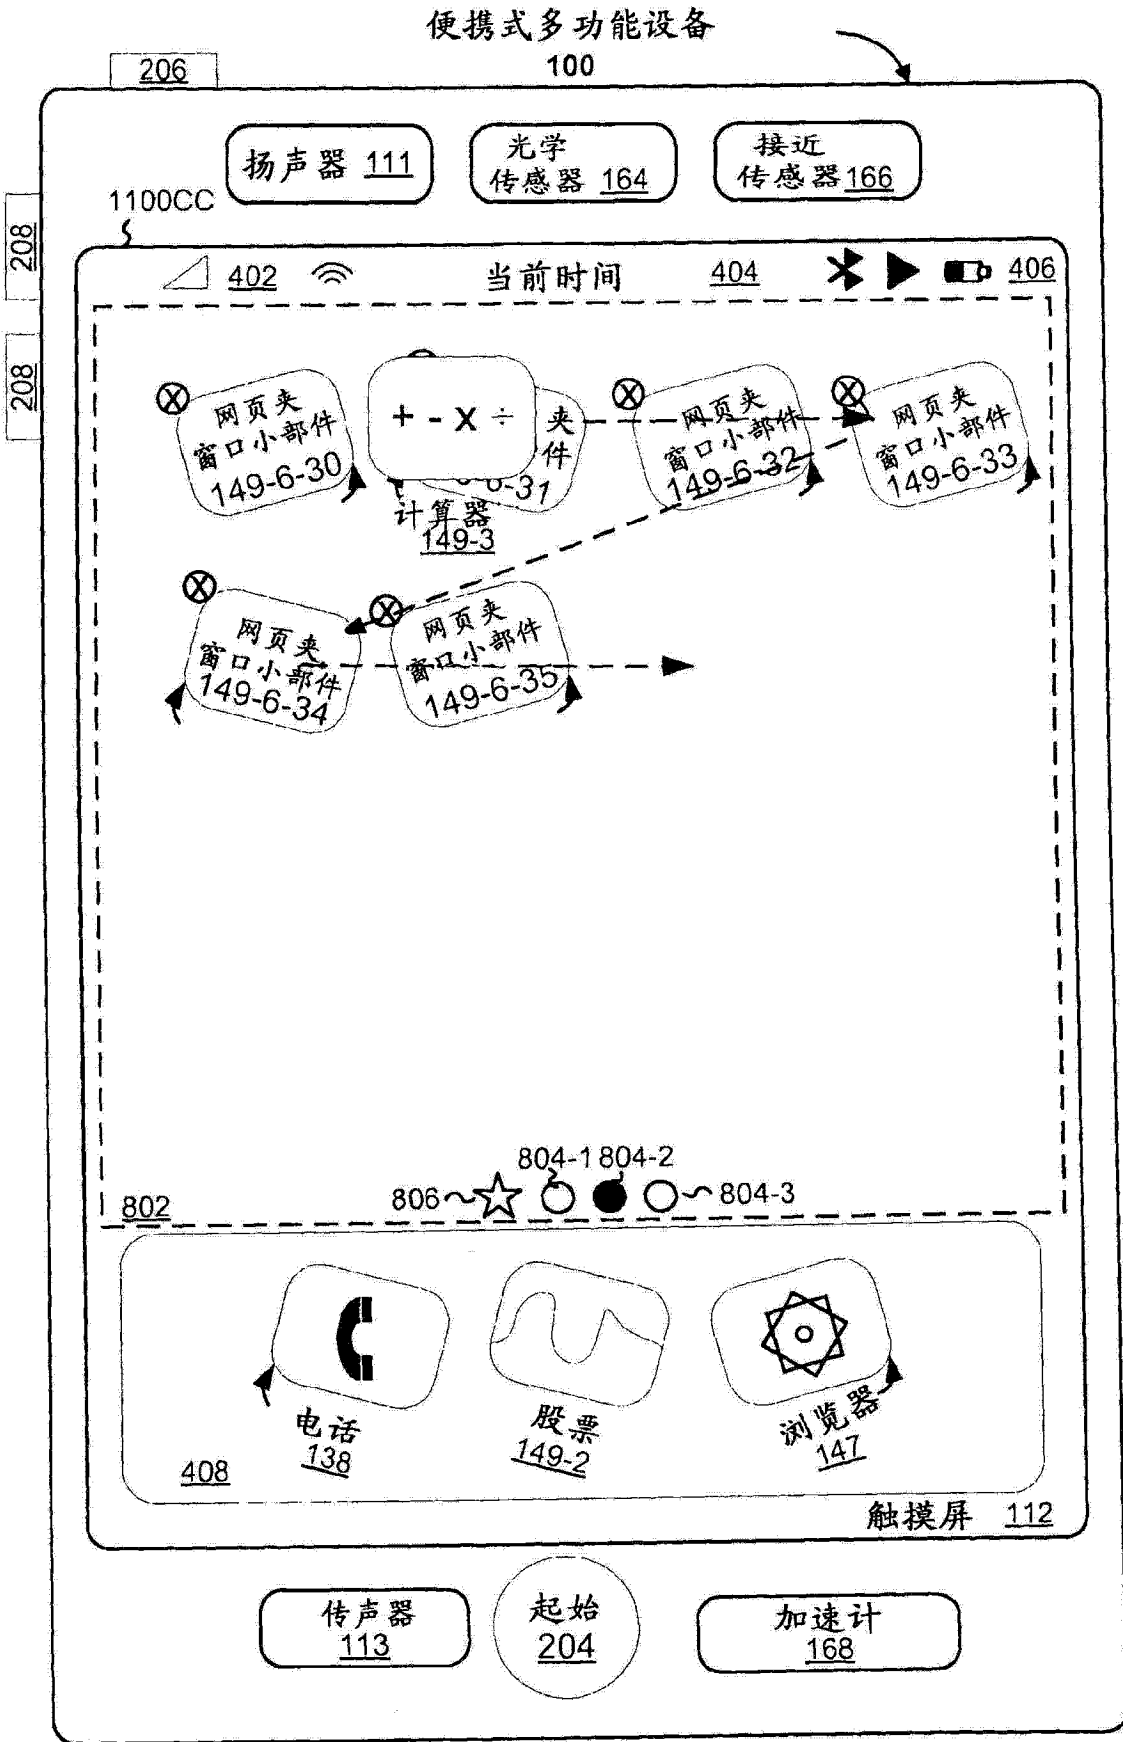 便携式多功能设备
100
206
扬声器 111
光学
传感器 164
接近
传感器 166
1100CC
208
208
402
当前时间
404
406
网页夹
窗口小部件
149-6-30
+ - x ÷
夹
件
6-31
计算器
149-3
网页夹
窗口小部件
149-6-32
网页夹
窗口小部件
149-6-33
网页夹
窗口小部件
149-6-34
网页夹
窗口小部件
149-6-35
804-1 804-2
806
804-3
802
电话
138
股票
149-2
浏览器
147
408
触摸屏 112
传声器
113
起始
204
加速计
168